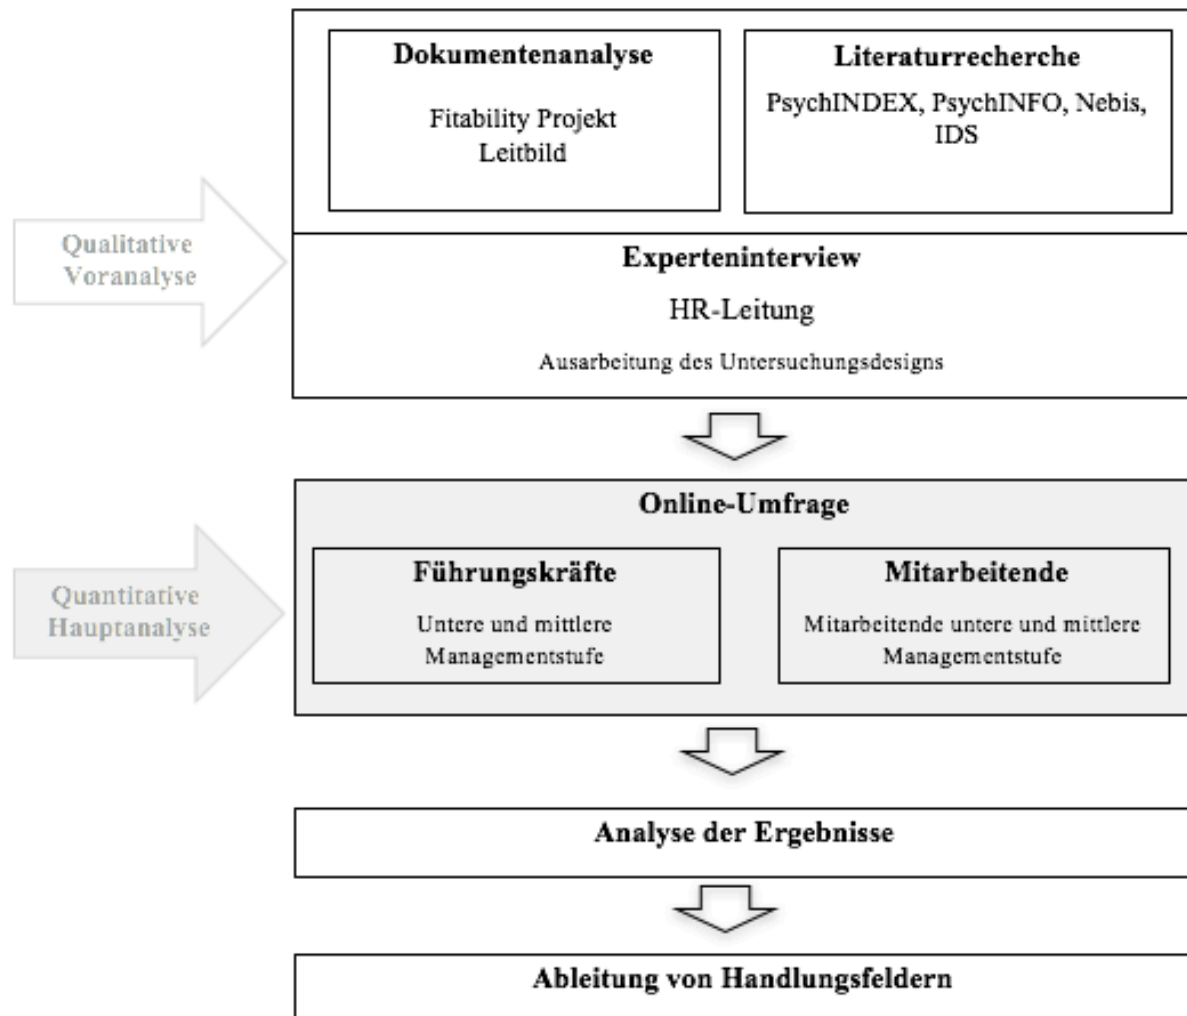 Dokumentenanalyse
Fitability Projekt
Leitbild
Literaturrecherche
PsychINDEX, PsychINFO, Nebis,
IDS
Qualitative
Voranalyse
Experteninterview
HR-Leitung
Ausarbeitung des Untersuchungsdesigns
Online-Umfrage
Quantitative
Hauptanalyse
Führungskräfte
Untere und mittlere
Managementstufe
Mitarbeitende
Mitarbeitende untere und mittlere
Managementstufe
Analyse der Ergebnisse
Ableitung von Handlungsfeldern